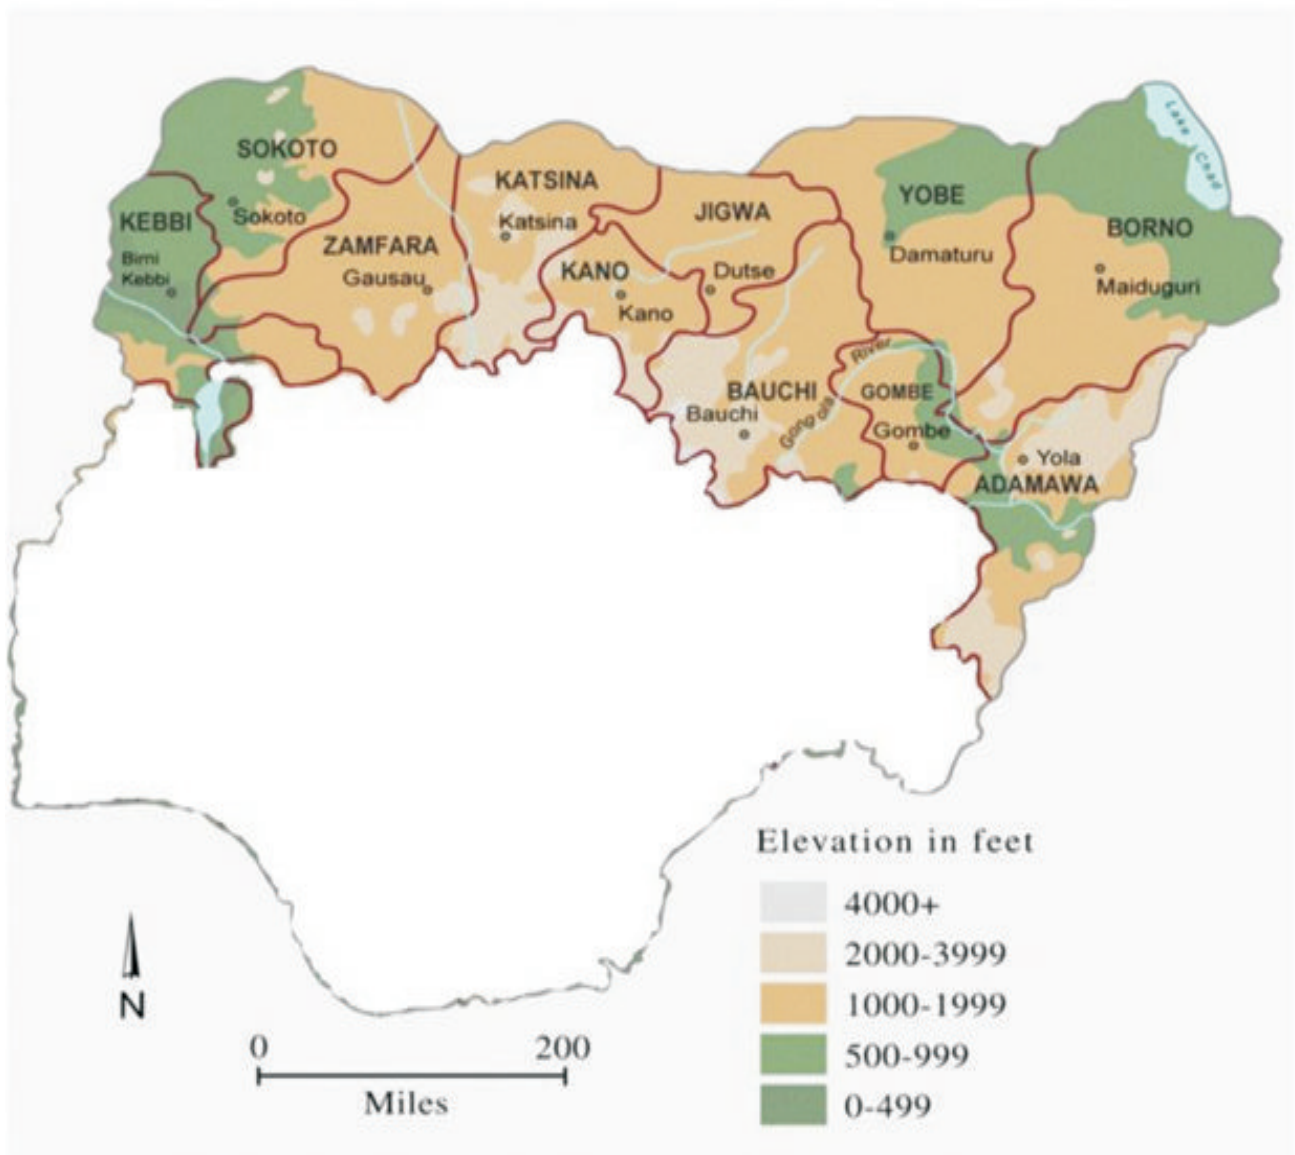 SOKOTO
Sokoto
KEBBI
Birni
Kebbi
ZAMFARA
Gausau
KATSINA
Katsina
KANO
Kano
JIGWA
Dutse
YOBE
Damaturu
Lake Chad
BORNO
Maiduguri
BAUCHI
Bauchi
Gongola
River
GOMBE
Gombe
Yola
ADAMAWA
Elevation in feet
4000+
2000-3999
1000-1999
500-999
0-499
N
0 200
Miles